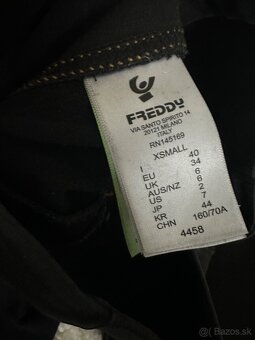 FREDDY
VIA SANTO SPIRITO 14
20121 MILANO
ITALY
RN145169
XSMALL
I 40
EU 34
UK 6
AUS/NZ 6
US 2
JP 7
KR 44
CHN 160/70A
4458
© Bazos.sk